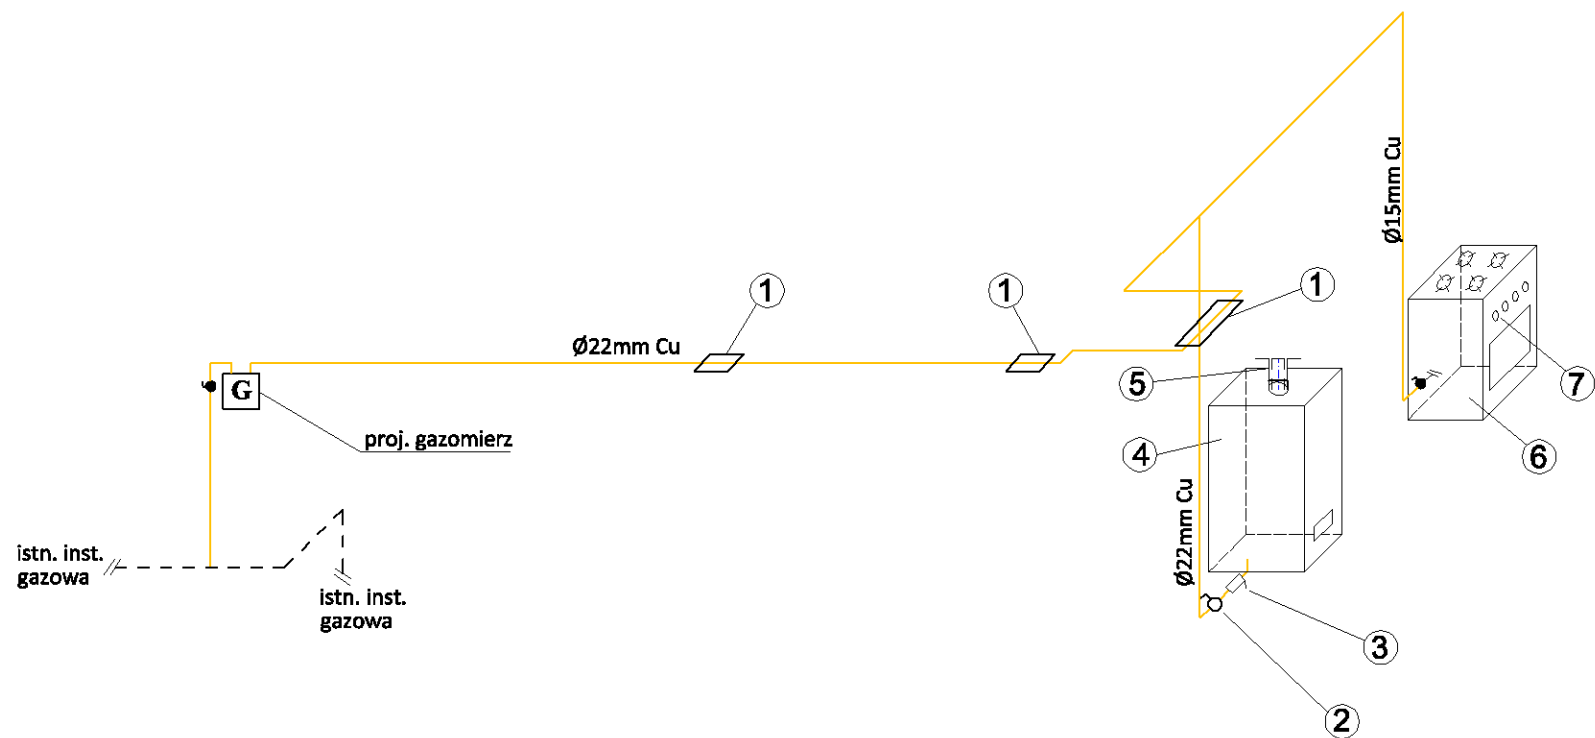 Ø15mm Cu
1
1
1
Ø22mm Cu
5
7
G
proj. gazomierz
4
6
Ø22mm Cu
istn. inst.
gazowa
istn. inst.
gazowa
3
2